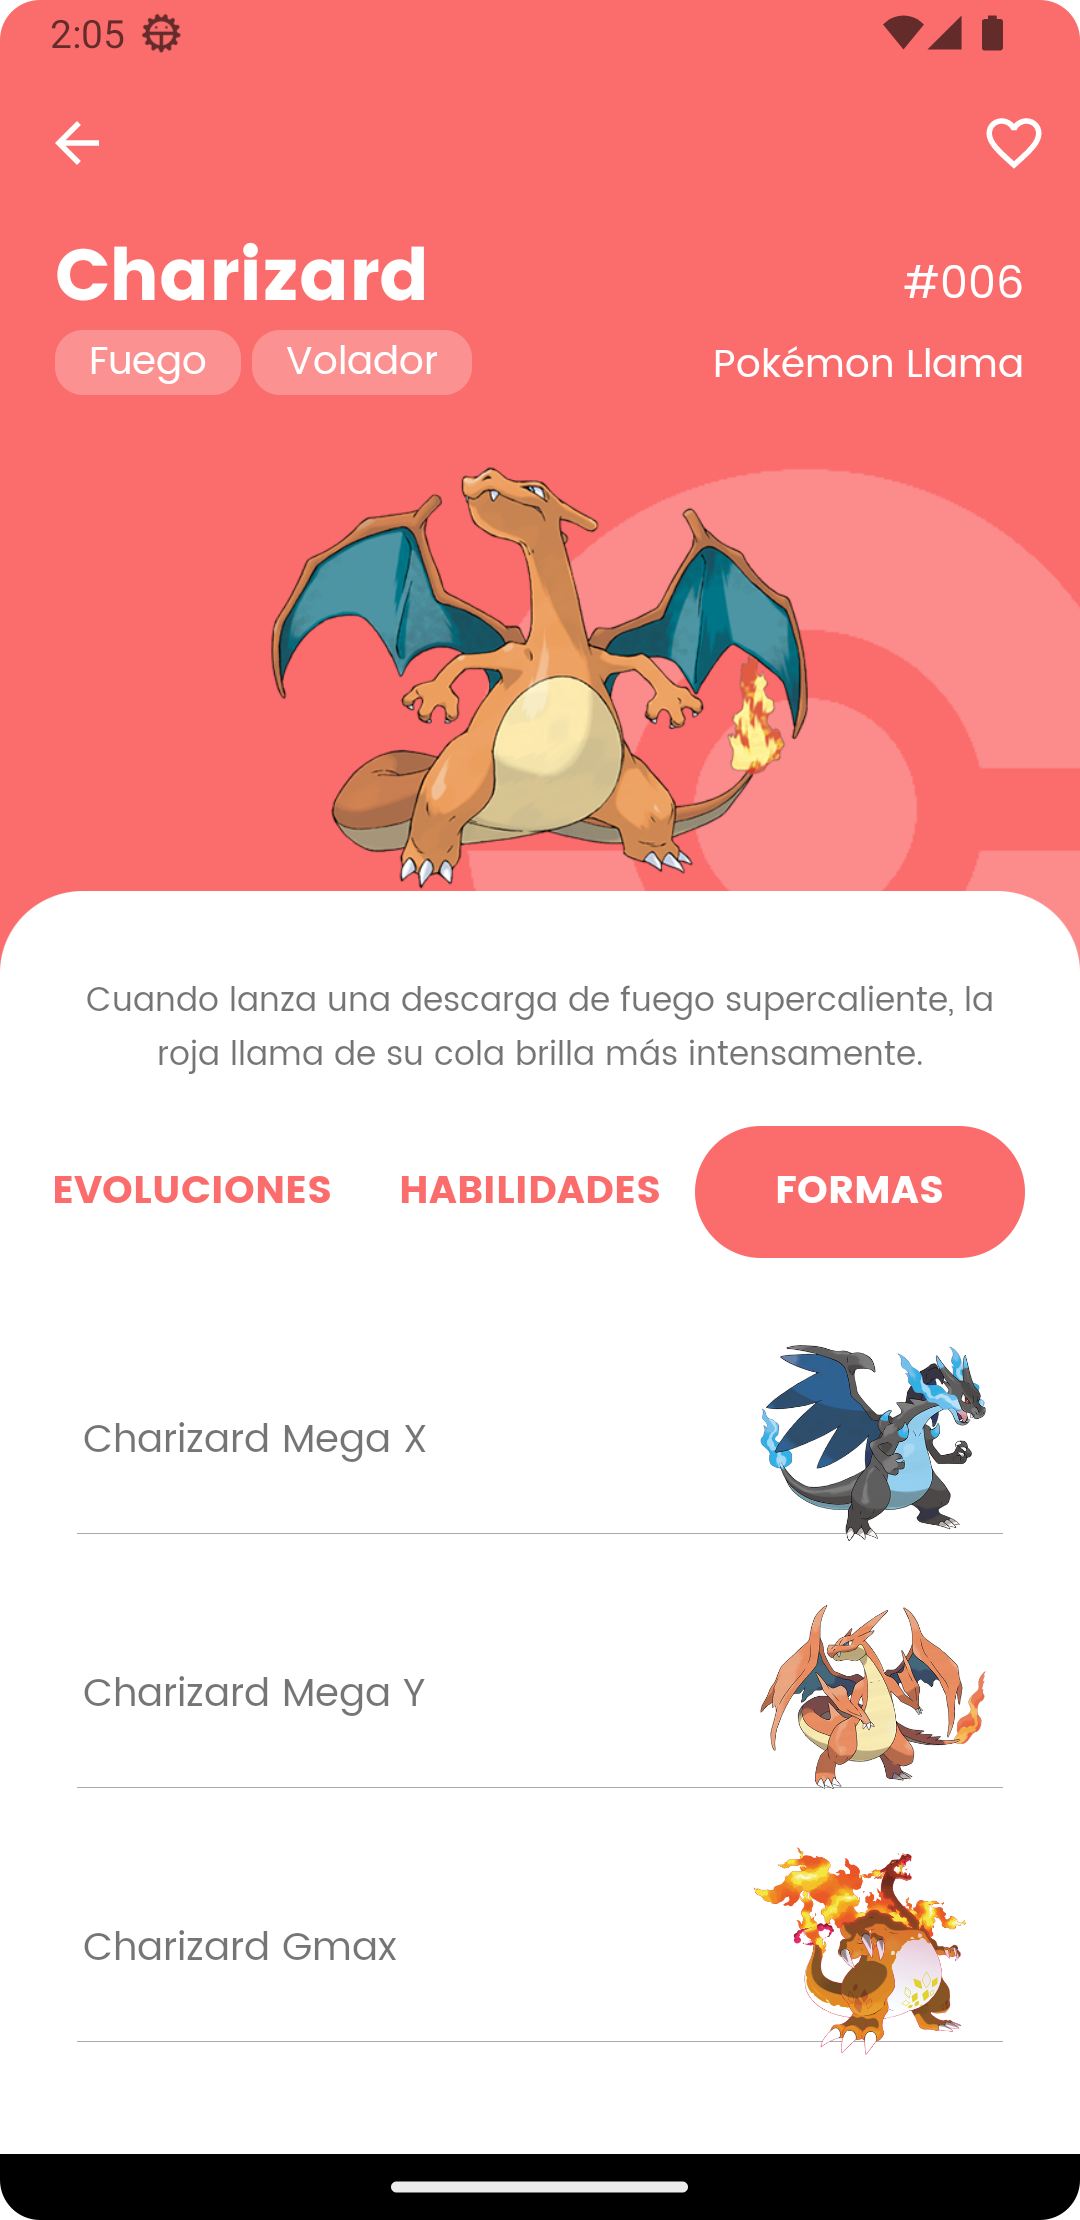 2:05
Charizard
#006
Fuego
Volador
Pokémon Llama
Cuando lanza una descarga de fuego supercaliente, la
roja llama de su cola brilla más intensamente.
EVOLUCIONES
HABILIDADES
FORMAS
Charizard Mega X
Charizard Mega Y
Charizard Gmax